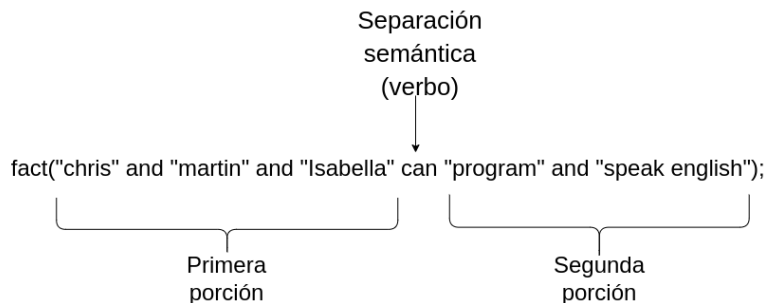 Separación
semántica
(verbo)
fact("chris" and "martin" and "Isabella" can "program" and "speak english");
Primera
porción
Segunda
porción